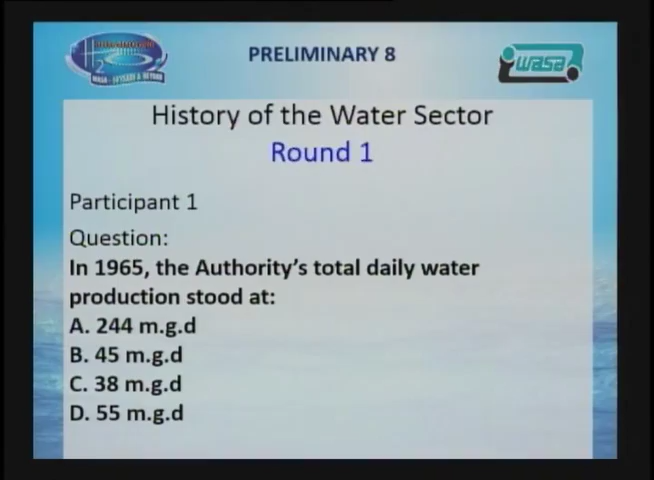 PRELIMINARY 8
wasa
History of the Water Sector
Round 1
Participant 1
Question:
In 1965, the Authority's total daily water
production stood at:
A. 244 m.g.d
B. 45 m.g.d
C. 38 m.g.d
D. 55 m.g.d